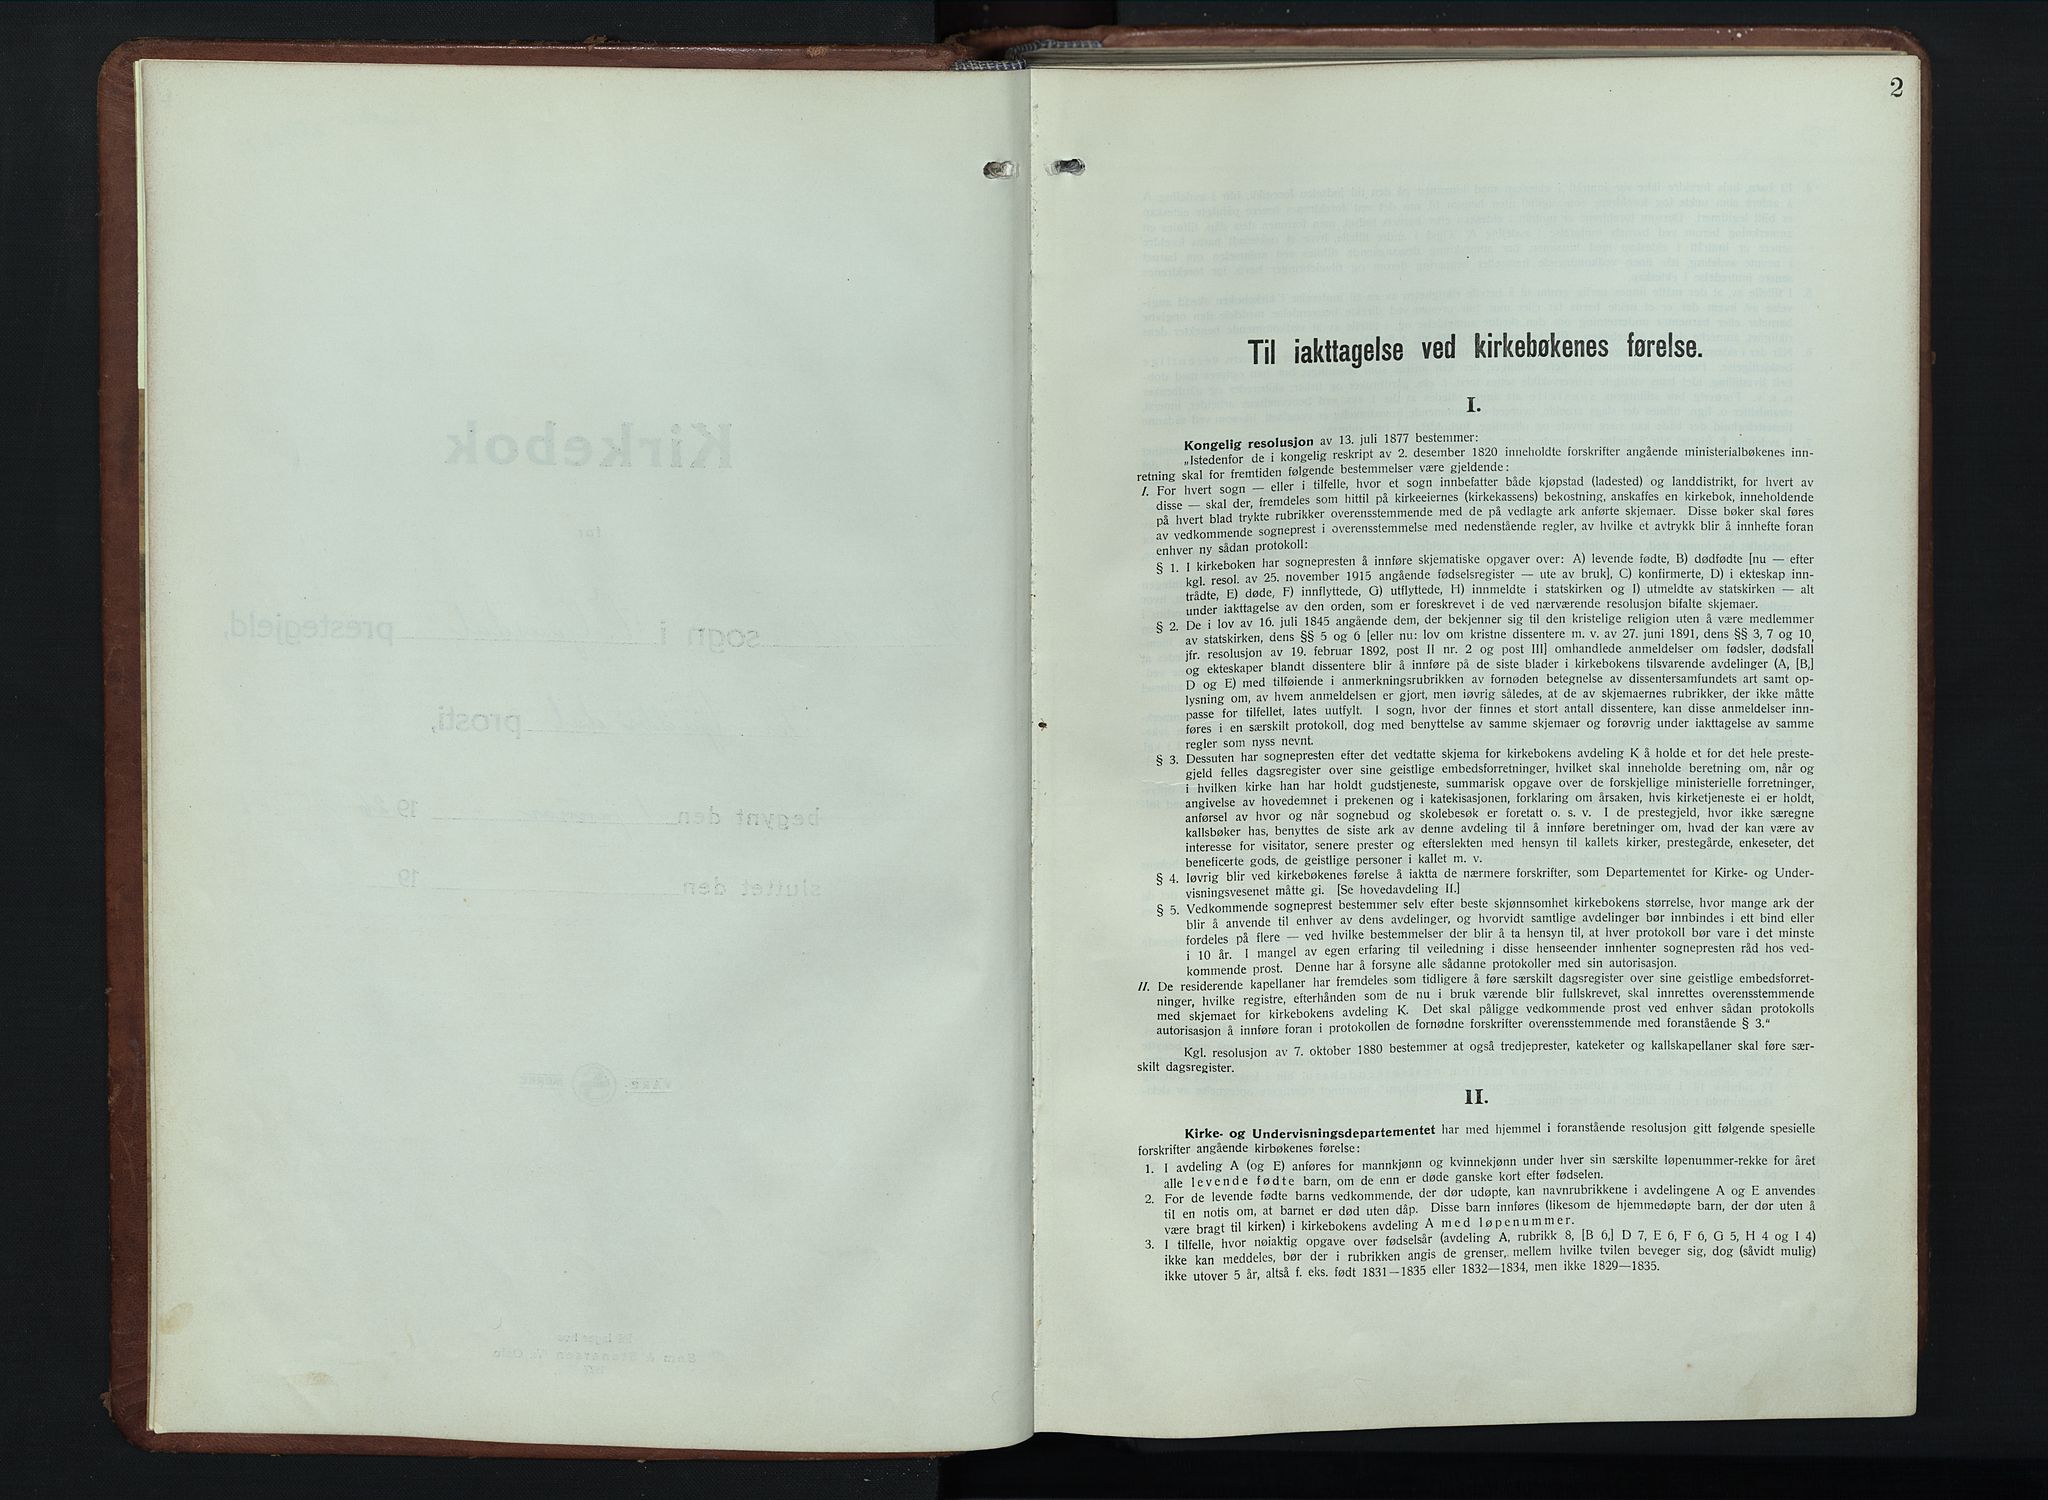 2
Til iakttagelse ved kirkebøkenes førelse.
I.
Kongelig resolusjon av 13. juli 1877 bestemmer:
„Istedenfor de i kongelig reskript av 2. desember 1820 inneholdte forskrifter angående ministerialbøkenes inn-
retning skal for fremtiden følgende bestemmelser være gjeldende:
I. For hvert sogn — eller i tilfelle, hvor et sogn innbefatter både kjøpstad (ladested) og landdistrikt, for hvert av
disse — skal der, fremdeles som hittil på kirkeeiernes (kirkekassens) bekostning, anskaffes en kirkebok, inneholdende
på hvert blad trykte rubrikker overensstemmende med de på vedlagte ark anførte skjemaer. Disse bøker skal føres
av vedkommende sogneprest i overensstemmelse med nedenstående regler, av hvilke et avtrykk blir å innhefte foran
enhver ny sådan protokoll:
§ 1. I kirkeboken har sognepresten å innføre skjematiske opgaver over: A) levende fødte, B) dødfødte [nu — efter
kgl. resol. av 25. november 1915 angående fødselsregister — ute av bruk], C) konfirmerte, D) i ekteskap inn-
trådte, E) døde, F) innflyttede, G) utflyttede, H) innmeldte i statskirken og I) utmeldte av statskirken — alt
under iakttagelse av den orden, som er foreskrevet i de ved nærværende resolusjon bifalte skjemaer.
§ 2. De i lov av 16. juli 1845 angående dem, der bekjenner sig til den kristelige religion uten å være medlemmer
av statskirken, dens §§ 5 og 6 [eller nu: lov om kristne dissentere m. v. av 27. juni 1891, dens §§ 3, 7 og 10,
jfr. resolusjon av 19. februar 1892, post II nr. 2 og post III] omhandlede anmeldelser om fødsler, dødsfall
og ekteskaper blandt dissentere blir å innføre på de siste blader i kirkebokens tilsvarende avdelinger (A, [B,]
D og E) med tilføiende i anmerkningsrubrikken av fornøden betegnelse av dissentersamfundets art samt op-
lysning om, av hvem anmeldelsen er gjort, men iøvrig således, at de av skjemaernes rubrikker, der ikke måtte
passe for tilfellet, lates uutfylt. I sogn, hvor der finnes et stort antall dissentere, kan disse anmeldelser inn-
føres i en særskilt protokoll, dog med benyttelse av samme skjemaer og forøvrig under iakttagelse av samme
regler som nyss nevnt.
§ 3. Dessuten har sognepresten efter det vedtatte skjema for kirkebokens avdeling K å holde et for det hele preste-
gjeld felles dagsregister over sine geistlige embedsforretninger, hvilket skal inneholde beretning om, når og
i hvilken kirke han har holdt gudstjeneste, summarisk opgave over de forskjellige ministerielle forretninger,
angivelse av hovedemnet i prekenen og i katekisasjonen, forklaring om årsaken, hvis kirketjeneste ei er holdt,
anførsel av hvor og når sognebud og skolebesøk er foretatt o. s. v. I de prestegjeld, hvor ikke særegne
kallsbøker has, benyttes de siste ark av denne avdeling til å innføre beretninger om, hvad der kan være av
interesse for visitator, senere prester og efterslekten med hensyn til kallets kirker, prestegårde, enkeseter, det
beneficerte gods, de geistlige personer i kallet m. v.
§ 4. Iøvrig blir ved kirkebøkenes førelse å iaktta de nærmere forskrifter, som Departementet for Kirke- og Under-
visningsvesenet måtte gi. [Se hovedavdeling II.]
§ 5. Vedkommende sogneprest bestemmer selv efter beste skjønnsomhet kirkebokens størrelse, hvor mange ark der
blir å anvende til enhver av dens avdelinger, og hvorvidt samtlige avdelinger bør innbindes i ett bind eller
fordeles på flere — ved hvilke bestemmelser der blir å ta hensyn til, at hver protokoll bør vare i det minste
i 10 år. I mangel av egen erfaring til veiledning i disse henseender innhenter sognepresten råd hos ved-
kommende prost. Denne har å forsyne alle sådanne protokoller med sin autorisasjon.
II. De residerende kapellaner har fremdeles som tidligere å føre særskilt dagsregister over sine geistlige embedsforret-
ninger, hvilke registre, efterhånden som de nu i bruk værende blir fullskrevet, skal innrettes overensstemmende
med skjemaet for kirkebokens avdeling K. Det skal påligge vedkommende prost ved enhver sådan protokolls
autorisasjon å innføre foran i protokollen de fornødne forskrifter overensstemmende med foranstående § 3.“
Kgl. resolusjon av 7. oktober 1880 bestemmer at også tredjeprester, kateketer og kallskapellaner skal føre sær-
skilt dagsregister.
II.
Kirke- og Undervisningsdepartementet har med hjemmel i foranstående resolusjon gitt følgende spesielle
forskrifter angående kirbøkenes førelse:
1. I avdeling A (og E) anføres for mannkjønn og kvinnekjønn under hver sin særskilte løpenummer-rekke for året
alle levende fødte barn, om de enn er døde ganske kort efter fødselen.
2. For de levende fødte barns vedkommende, der dør udøpte, kan navnrubrikkene i avdelingene A og E anvendes
til en notis om, at barnet er død uten dåp. Disse barn innføres (likesom de hjemmedøpte barn, der dør uten å
være bragt til kirken) i kirkebokens avdeling A med løpenummer.
3. I tilfelle, hvor nøiaktig opgave over fødselsår (avdeling A, rubrikk 8, [B 6,] D 7, E 6, F 6, G 5, H 4 og I 4)
ikke kan meddeles, bør der i rubrikken angis de grenser, mellem hvilke tvilen beveger sig, dog (såvidt mulig)
ikke utover 5 år, altså f. eks. født 1831—1835 eller 1832—1834, men ikke 1829—1835.